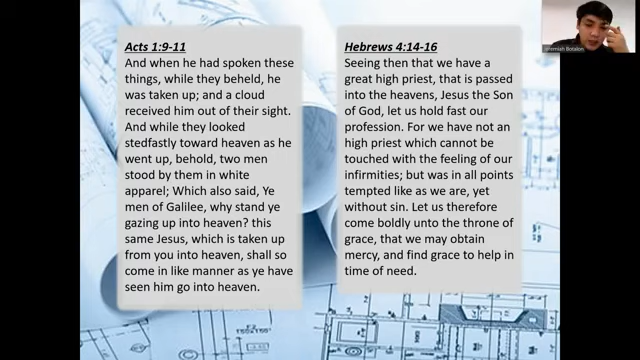 Acts 1:9-11
And when he had spoken these
things, while they beheld, he
was taken up; and a cloud
received him out of their sight.
And while they looked
stedfastly toward heaven as he
went up, behold, two men
stood by them in white
apparel; Which also said, Ye
men of Galilee, why stand ye
gazing up into heaven? this
same Jesus, which is taken up
from you into heaven, shall so
come in like manner as ye have
seen him go into heaven.
Hebrews 4:14-16
Seeing then that we have a
great high priest, that is passed
into the heavens, Jesus the Son
of God, let us hold fast our
profession. For we have not an
high priest which cannot be
touched with the feeling of our
infirmities; but was in all points
tempted like as we are, yet
without sin. Let us therefore
come boldly unto the throne of
grace, that we may obtain
mercy, and find grace to help in
time of need.